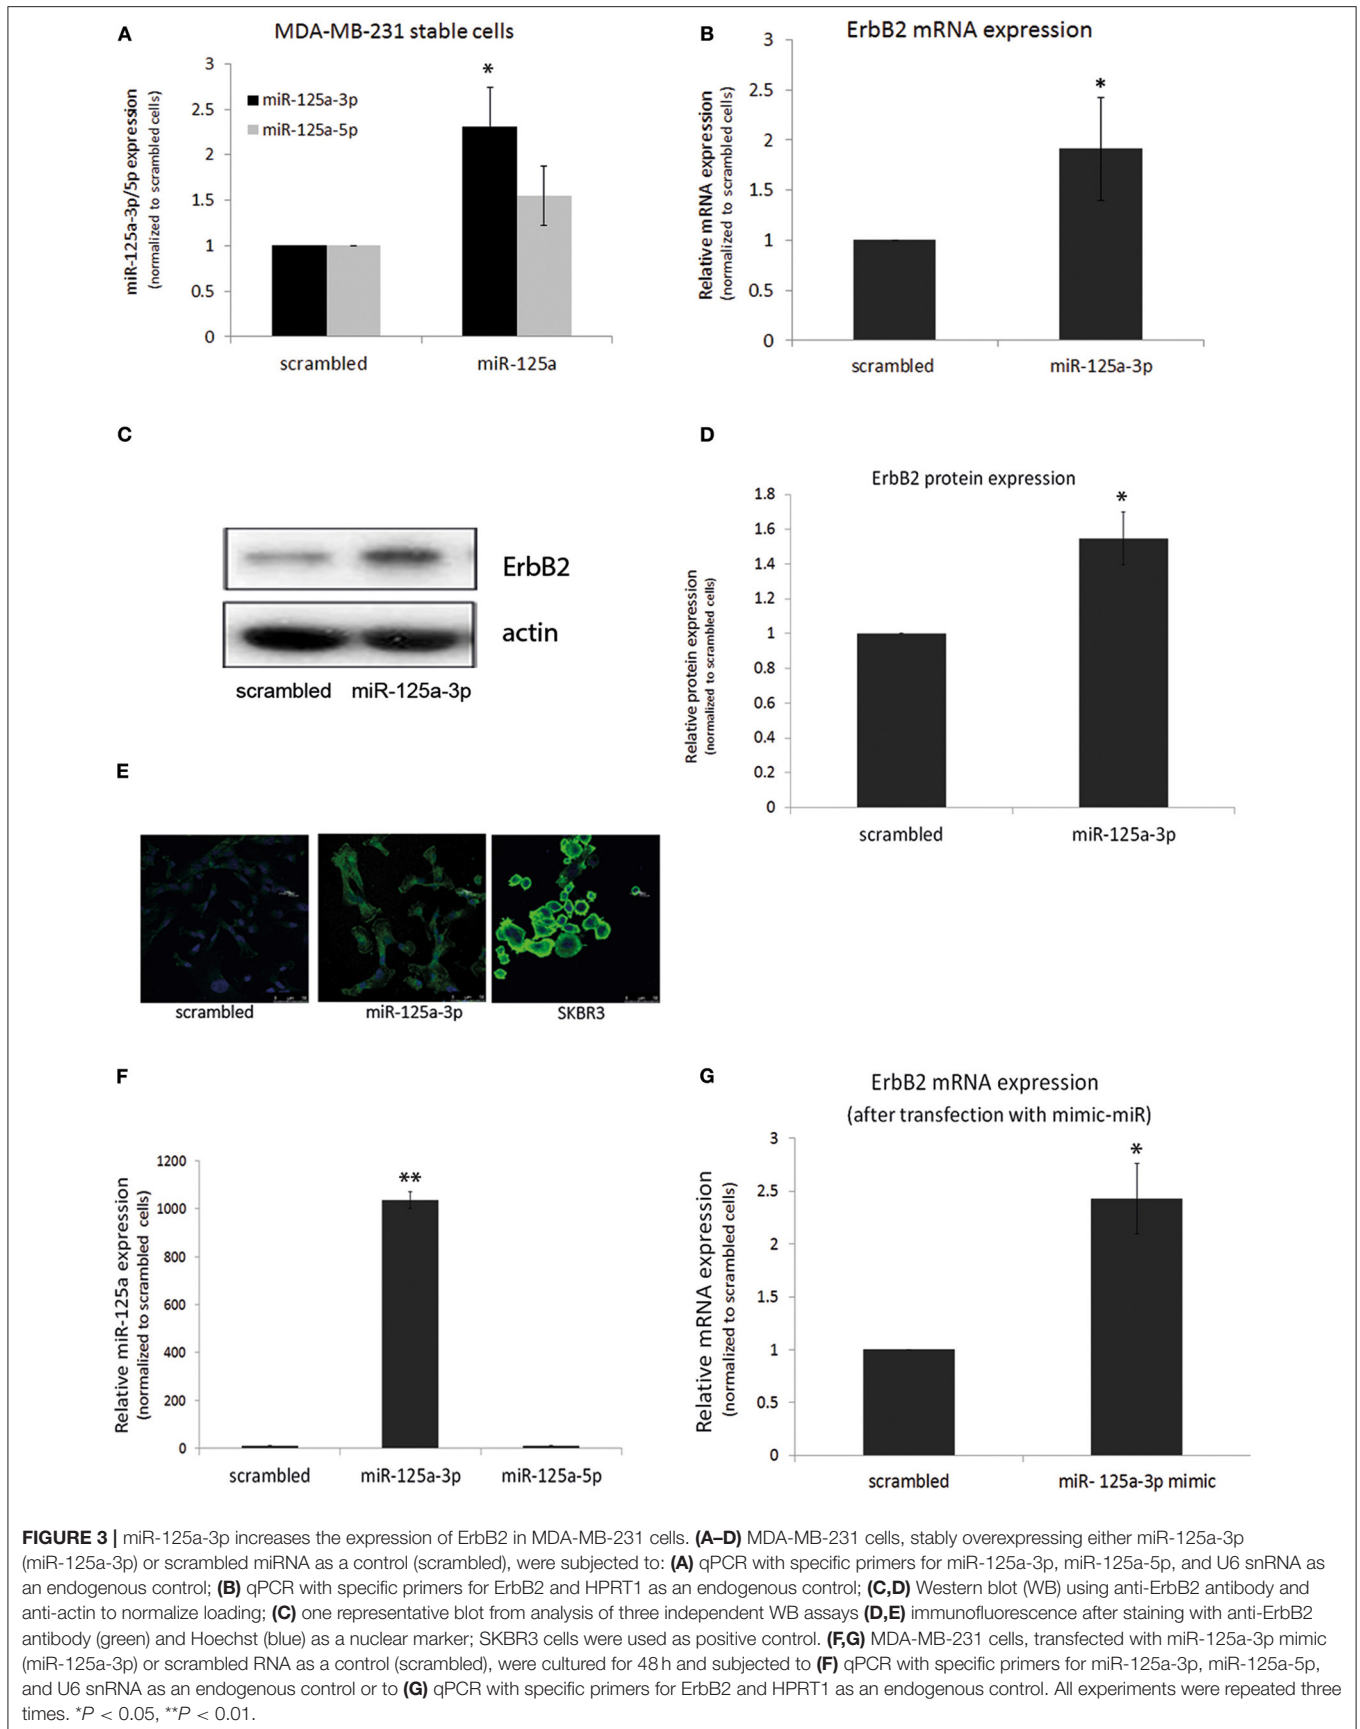 A
MDA-MB-231 stable cells
miR-125a-3p/5p expression
(normalized to scrambled cells)
3
2.5
2
1.5
1
0.5
0
miR-125a-3p
miR-125a-5p
*
scrambled
miR-125a
B
ErbB2 mRNA expression
Relative mRNA expression
(normalized to scrambled cells)
3
2.5
2
1.5
1
0.5
0
*
scrambled
miR-125a-3p
C
ErbB2
actin
scrambled
miR-125a-3p
D
ErbB2 protein expression
Relative protein expression
(normalized to scrambled cells)
1.8
1.6
1.4
1.2
1
0.8
0.6
0.4
0.2
0
*
scrambled
miR-125a-3p
E
scrambled
miR-125a-3p
SKBR3
F
Relative miR-125a expression
(normalized to scrambled cells)
1200
1000
800
600
400
200
0
**
scrambled
miR-125a-3p
miR-125a-5p
G
ErbB2 mRNA expression
(after transfection with mimic-miR)
Relative mRNA expression
(normalized to scrambled cells)
3
2.5
2
1.5
1
0.5
0
*
scrambled
miR- 125a-3p mimic
FIGURE 3 | miR-125a-3p increases the expression of ErbB2 in MDA-MB-231 cells. (A–D) MDA-MB-231 cells, stably overexpressing either miR-125a-3p
(miR-125a-3p) or scrambled miRNA as a control (scrambled), were subjected to: (A) qPCR with specific primers for miR-125a-3p, miR-125a-5p, and U6 snRNA as
an endogenous control; (B) qPCR with specific primers for ErbB2 and HPRT1 as an endogenous control; (C,D) Western blot (WB) using anti-ErbB2 antibody and
anti-actin to normalize loading; (C) one representative blot from analysis of three independent WB assays (D,E) immunofluorescence after staining with anti-ErbB2
antibody (green) and Hoechst (blue) as a nuclear marker; SKBR3 cells were used as positive control. (F,G) MDA-MB-231 cells, transfected with miR-125a-3p mimic
(miR-125a-3p) or scrambled RNA as a control (scrambled), were cultured for 48 h and subjected to (F) qPCR with specific primers for miR-125a-3p, miR-125a-5p,
and U6 snRNA as an endogenous control or to (G) qPCR with specific primers for ErbB2 and HPRT1 as an endogenous control. All experiments were repeated three
times. *P < 0.05, **P < 0.01.